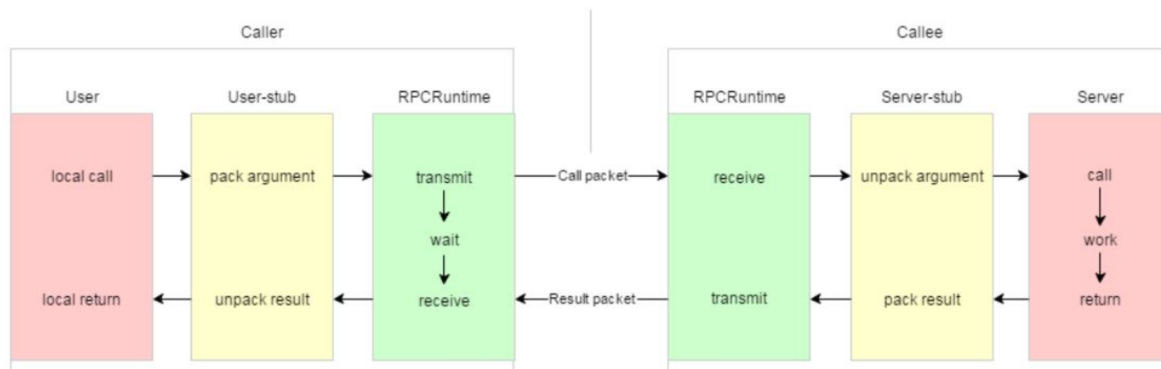 Caller
Callee
User
User-stub
RPCRuntime
RPCRuntime
Server-stub
Server
local call
pack argument
transmit
Call packet
receive
unpack argument
call
wait
work
local return
unpack result
receive
Result packet
transmit
pack result
return